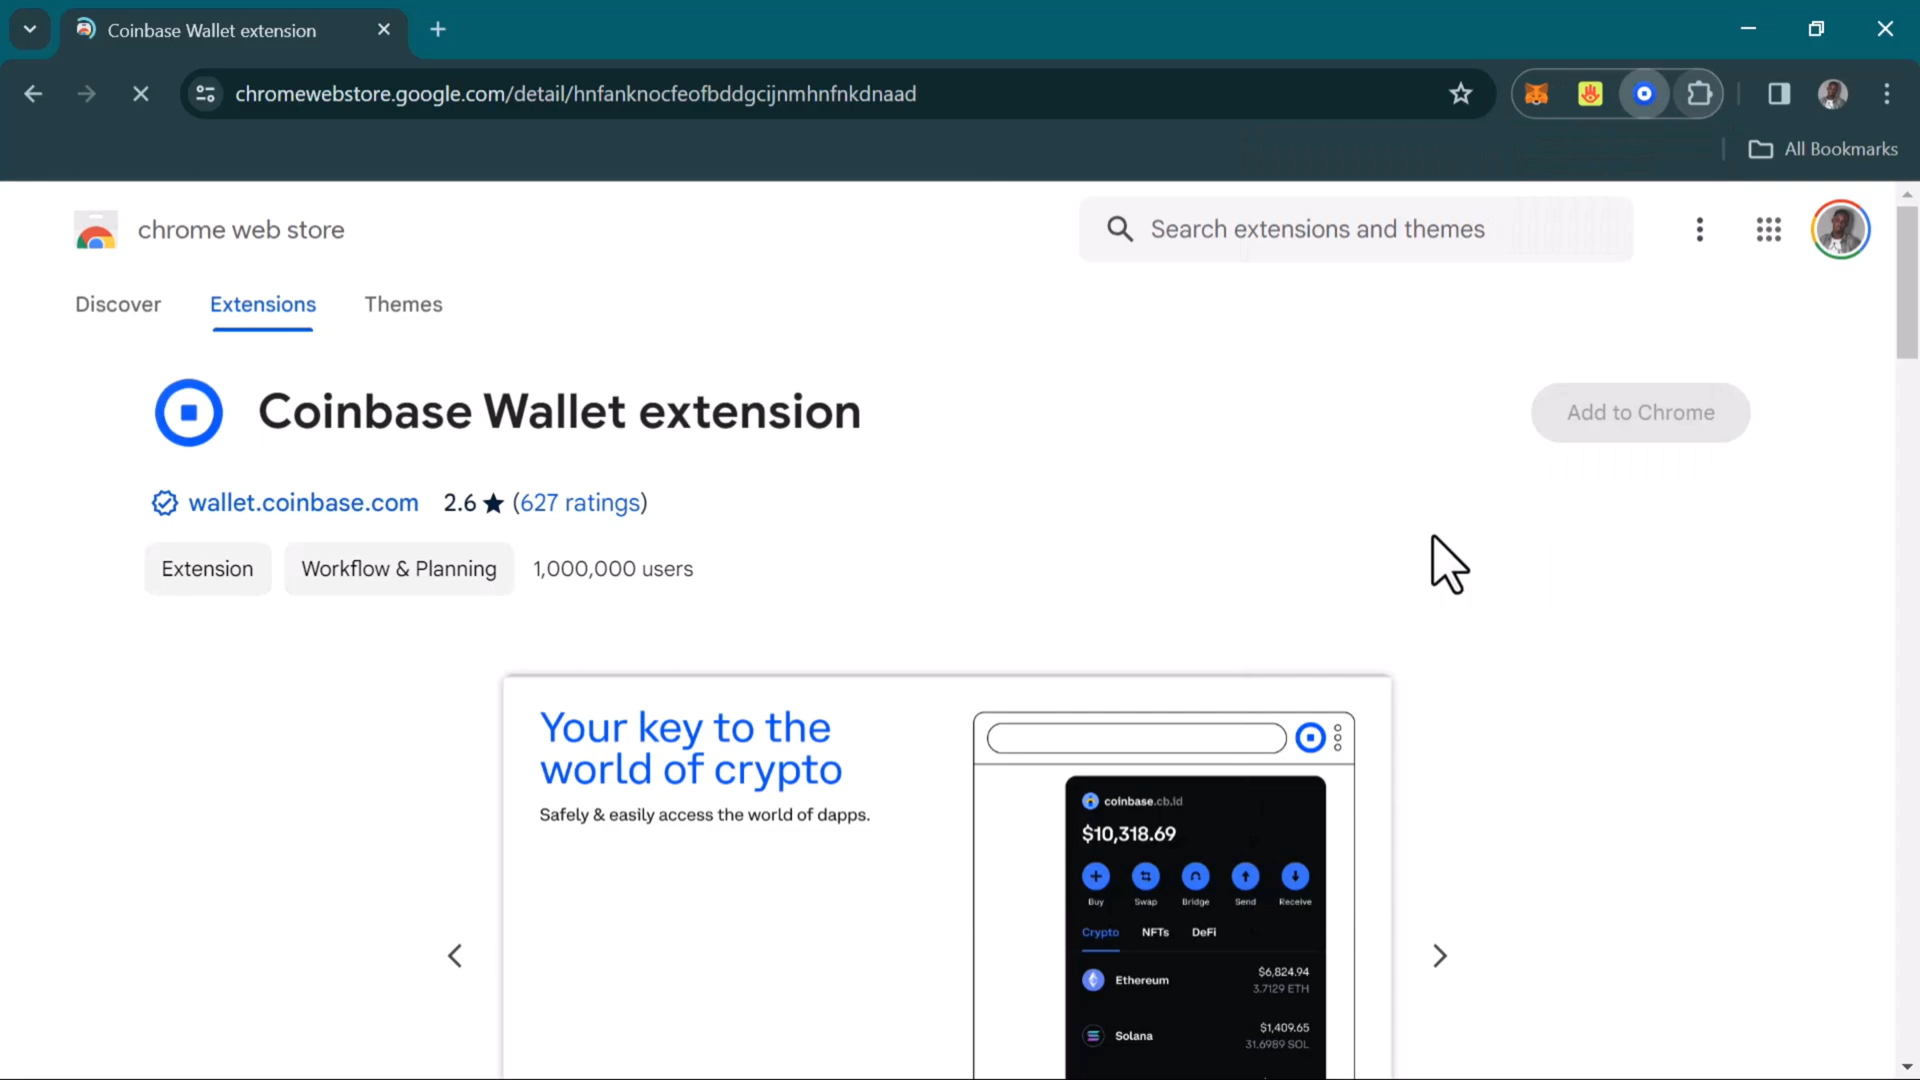 Coinbase Wallet extension
chromewebstore.google.com/detail/hnfanknocfeofbddgcijnmhnfnkdnaad
All Bookmarks
chrome web store
Search extensions and themes
Discover
Extensions
Themes
Coinbase Wallet extension
Add to Chrome
wallet.coinbase.com 2.6 ★ (627 ratings)
Extension
Workflow & Planning
1,000,000 users
Your key to the
world of crypto
Safely & easily access the world of dapps.
coinbase.cb.id
$10,318.69
Buy
Swap
Bridge
Send
Receive
Crypto
NFTs
DeFi
Ethereum
$6,824.94
3.7129 ETH
Solana
$1,409.65
31.6989 SOL